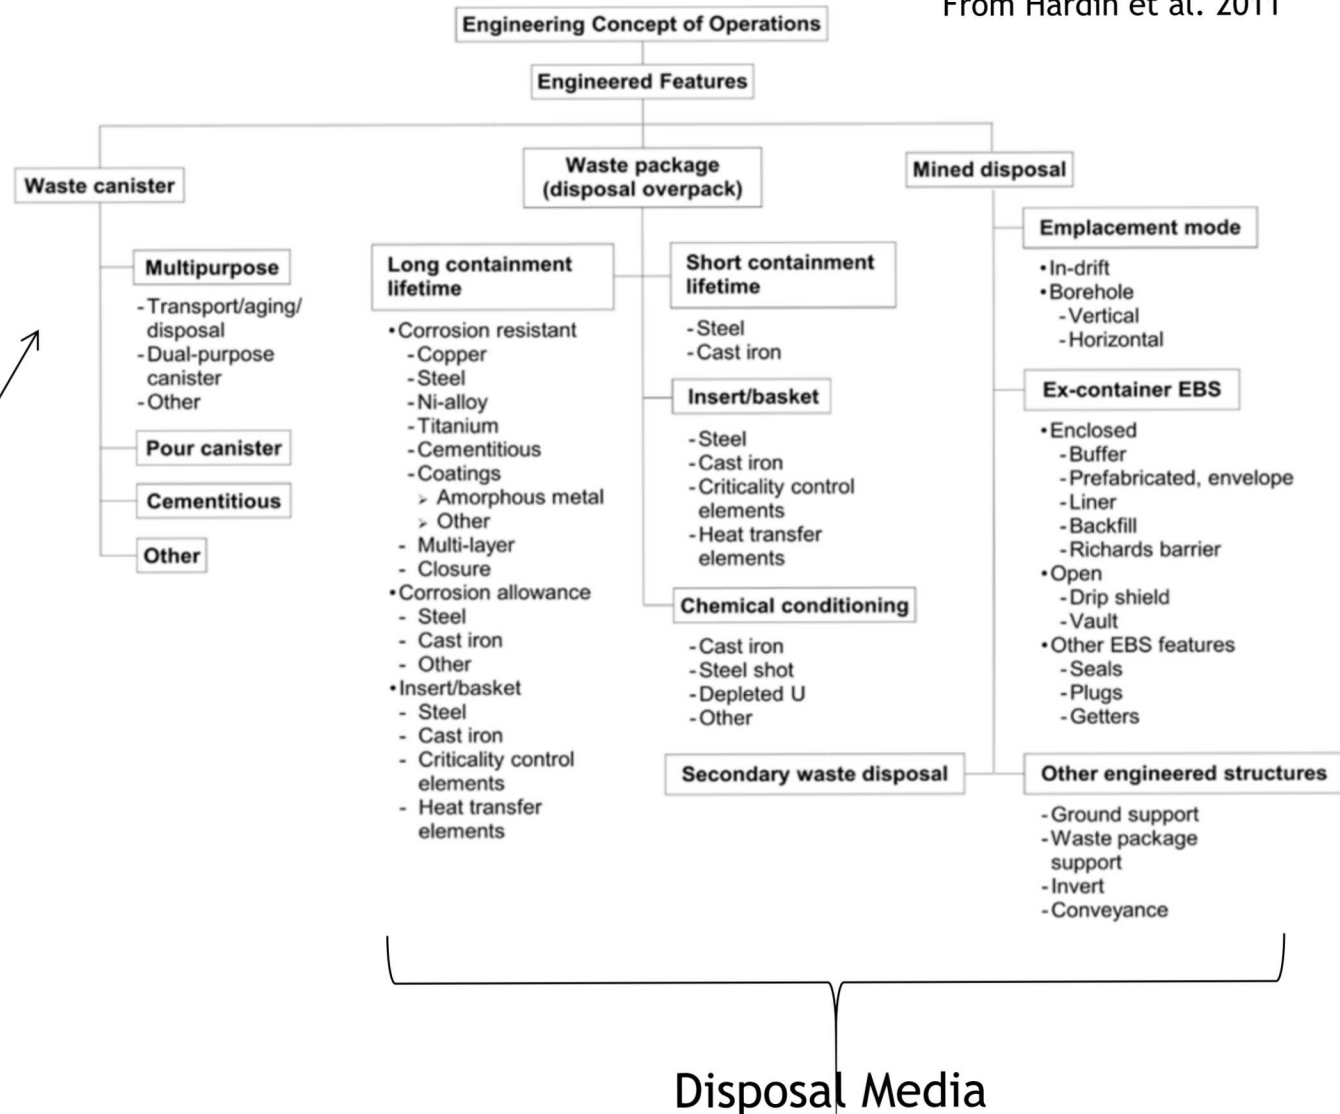 From Hardin et al. 2011
Engineering Concept of Operations
Engineered Features
Waste canister
Multipurpose
-Transport/aging/
disposal
-Dual-purpose
canister
-Other
Pour canister
Cementitious
Other
Waste package
(disposal overpack)
Long containment
lifetime
•Corrosion resistant
-Copper
-Steel
-Ni-alloy
-Titanium
-Cementitious
-Coatings
➢ Amorphous metal
➢ Other
- Multi-layer
- Closure
•Corrosion allowance
- Steel
- Cast iron
- Other
•Insert/basket
- Steel
- Cast iron
- Criticality control
elements
- Heat transfer
elements
Short containment
lifetime
-Steel
-Cast iron
Insert/basket
-Steel
-Cast iron
-Criticality control
elements
-Heat transfer
elements
Chemical conditioning
-Cast iron
-Steel shot
-Depleted U
-Other
Mined disposal
Emplacement mode
•In-drift
•Borehole
-Vertical
-Horizontal
Ex-container EBS
•Enclosed
-Buffer
-Prefabricated, envelope
-Liner
-Backfill
-Richards barrier
•Open
-Drip shield
-Vault
•Other EBS features
-Seals
-Plugs
-Getters
Secondary waste disposal
Other engineered structures
-Ground support
-Waste package
support
-Invert
-Conveyance
Disposal Media